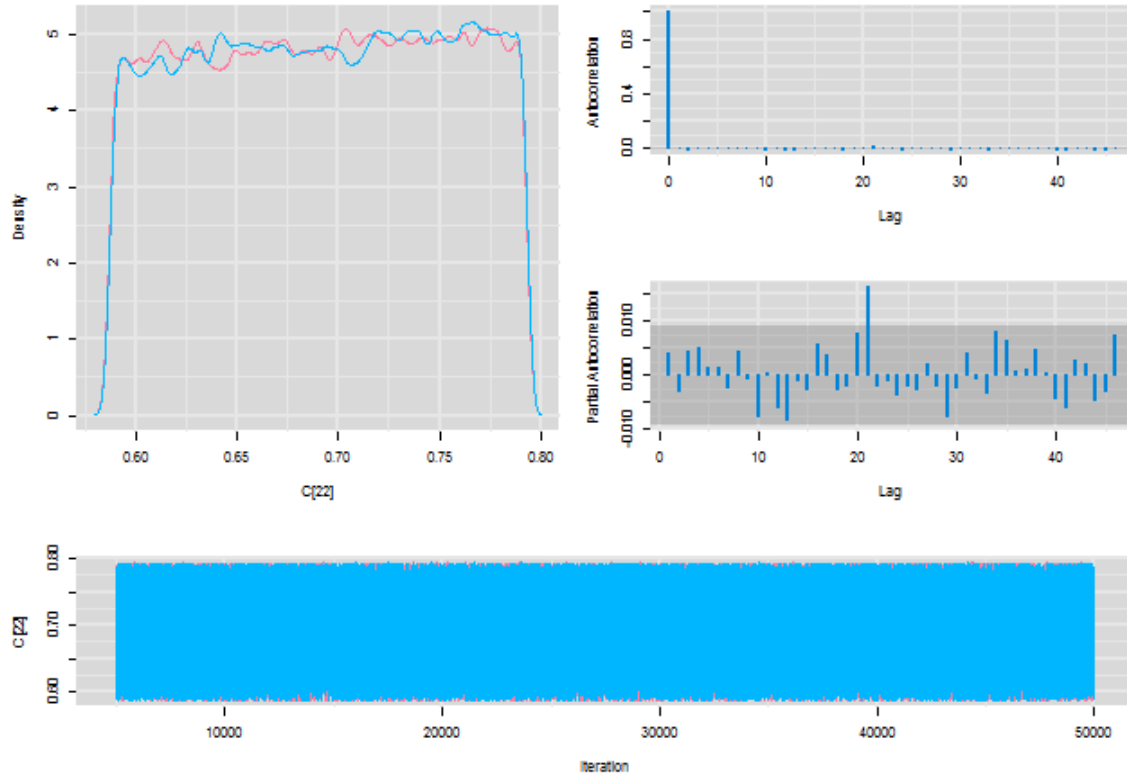 Density
0 1 2 3 4 5
0.60 0.65 0.70 0.75 0.80
C[22]
Autocorrelation
0.0 0.4 0.8
0 10 20 30 40
Lag
Partial Autocorrelation
-0.010 0.000 0.010
0 10 20 30 40
Lag
C[22]
0.60 0.70 0.80
10000 20000 30000 40000 50000
Iteration